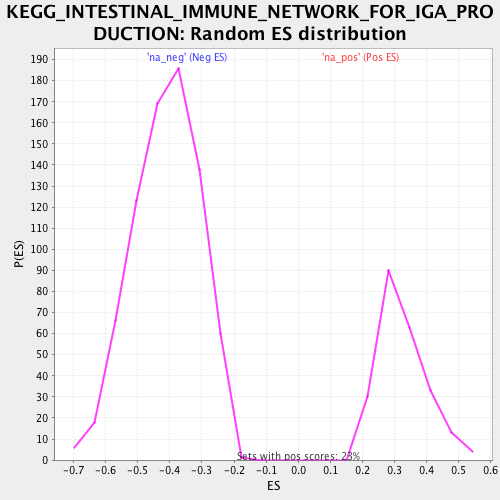 KEGG_INTESTINAL_IMMUNE_NETWORK_FOR_IGA_PRO
DUCTION: Random ES distribution
'na_neg' (Neg ES) 'na_pos' (Pos ES)
190
180
170
160
150
140
130
120
110
100
90
80
70
60
50
40
30
20
10
0
P(ES)
Sets with pos scores: 23%
-0.7 -0.6 -0.5 -0.4 -0.3 -0.2 -0.1 0.0 0.1 0.2 0.3 0.4 0.5 0.6
ES